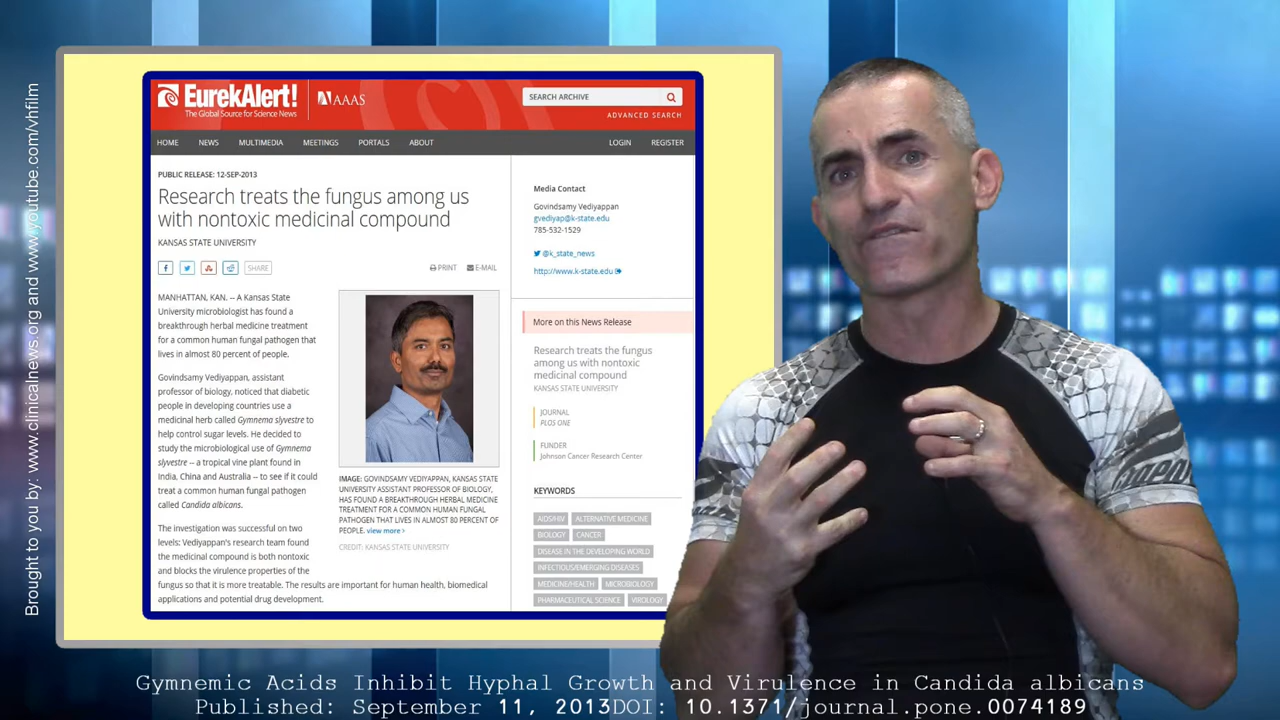 Brought to you by: www.clinicalnews.org and www.youtube.com/vhfilm
EurekAlert!
The Global Source for Science News
AAAS
SEARCH ARCHIVE
ADVANCED SEARCH
HOME NEWS MULTIMEDIA MEETINGS PORTALS ABOUT LOGIN REGISTER
PUBLIC RELEASE: 12-SEP-2013
Research treats the fungus among us
with nontoxic medicinal compound
KANSAS STATE UNIVERSITY
SHARE
PRINT E-MAIL
MANHATTAN, KAN. -- A Kansas State
University microbiologist has found a
breakthrough herbal medicine treatment
for a common human fungal pathogen that
lives in almost 80 percent of people.
Govindsamy Vediyappan, assistant
professor of biology, noticed that diabetic
people in developing countries use a
medicinal herb called Gymnema sylvestre to
help control sugar levels. He decided to
study the microbiological use of Gymnema
slyvestre -- a tropical vine plant found in
India, China and Australia -- to see if it could
treat a common human fungal pathogen
called Candida albicans.
The investigation was successful on two
levels: Vediyappan's research team found
the medicinal compound is both nontoxic
and blocks the virulence properties of the
fungus so that it is more treatable. The results are important for human health, biomedical
applications and potential drug development.
IMAGE: GOVINDSAMY VEDIYAPPAN, KANSAS STATE
UNIVERSITY ASSISTANT PROFESSOR OF BIOLOGY,
HAS FOUND A BREAKTHROUGH HERBAL MEDICINE
TREATMENT FOR A COMMON HUMAN FUNGAL
PATHOGEN THAT LIVES IN ALMOST 80 PERCENT OF
PEOPLE. view more >
CREDIT: KANSAS STATE UNIVERSITY
Media Contact
Govindsamy Vediyappan
gvediyap@k-state.edu
785-532-1529
@k_state_news
http://www.k-state.edu
More on this News Release
Research treats the fungus
among us with nontoxic
medicinal compound
KANSAS STATE UNIVERSITY
JOURNAL
PLOS ONE
FUNDER
Johnson Cancer Research Center
KEYWORDS
AIDS/HIV ALTERNATIVE MEDICINE
BIOLOGY CANCER
DISEASE IN THE DEVELOPING WORLD
INFECTIOUS/EMERGING DISEASES
MEDICINE/HEALTH MICROBIOLOGY
PHARMACEUTICAL SCIENCE VIROLOGY
Gymnemic Acids Inhibit Hyphal Growth and Virulence in Candida albicans
Published: September 11, 2013DOI: 10.1371/journal.pone.0074189